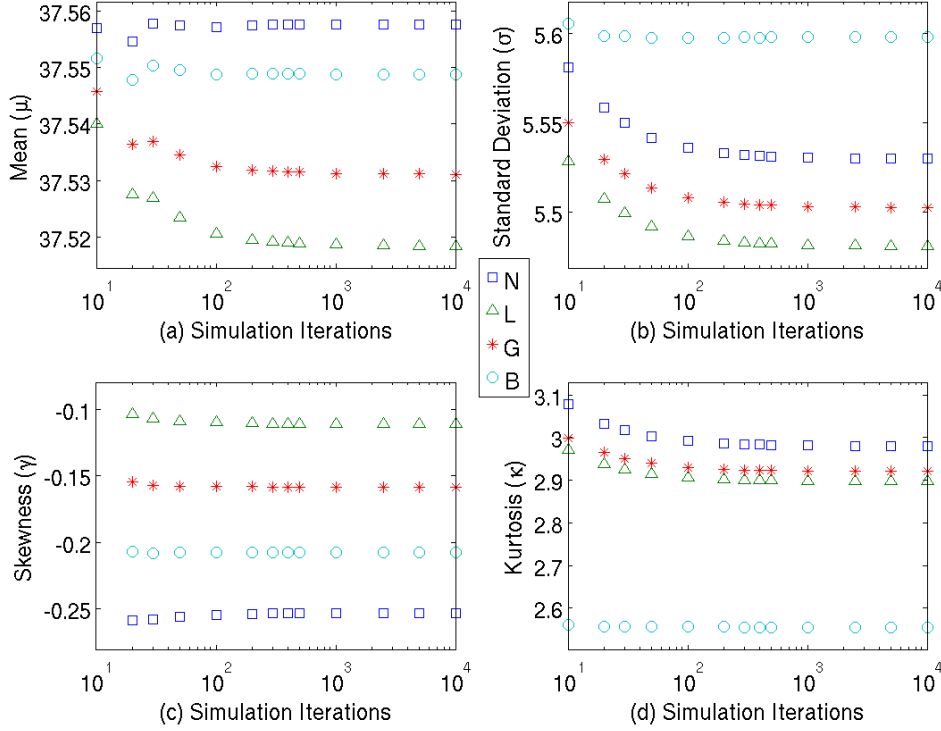 37.56
37.55
37.54
37.53
37.52
Mean (μ)
10^1
10^2
10^3
10^4
(a) Simulation Iterations
5.6
5.55
5.5
Standard Deviation (σ)
10^1
10^2
10^3
10^4
(b) Simulation Iterations
N
L
G
B
-0.1
-0.15
-0.2
-0.25
Skewness (γ)
10^1
10^2
10^3
10^4
(c) Simulation Iterations
3.1
3
2.9
2.8
2.7
2.6
Kurtosis (κ)
10^1
10^2
10^3
10^4
(d) Simulation Iterations